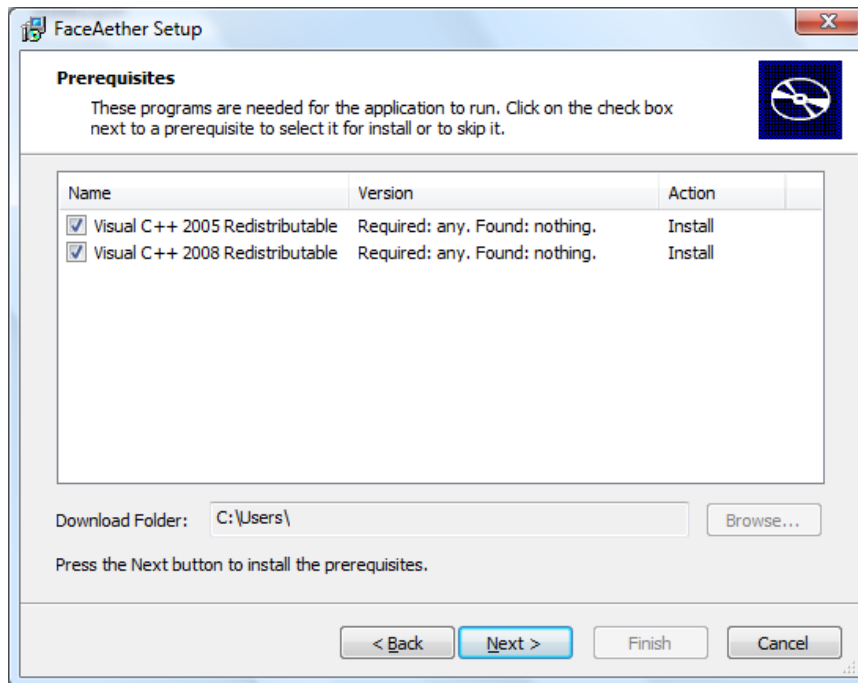 FaceAether Setup
Prerequisites
These programs are needed for the application to run. Click on the check box
next to a prerequisite to select it for install or to skip it.
Name Version Action
Visual C++ 2005 Redistributable Required: any. Found: nothing. Install
Visual C++ 2008 Redistributable Required: any. Found: nothing. Install
Download Folder: C:\Users\ Browse...
Press the Next button to install the prerequisites.
< Back Next > Finish Cancel